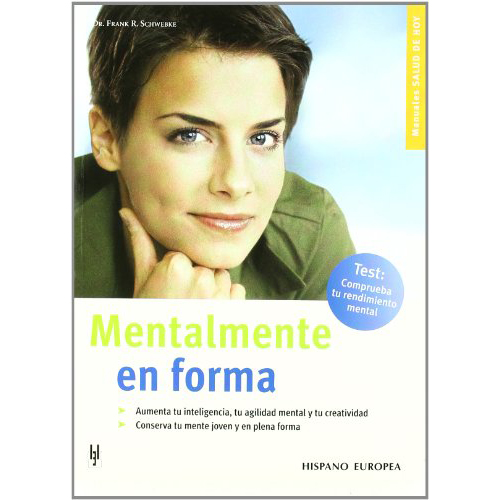 Dr. Frank R. Schwebke
Manuales SALUD DE HOY
Test:
Comprueba
tu rendimiento
mental
Mentalmente
en forma
Aumenta tu inteligencia, tu agilidad mental y tu creatividad
Conserva tu mente joven y en plena forma
HISPANO EUROPEA